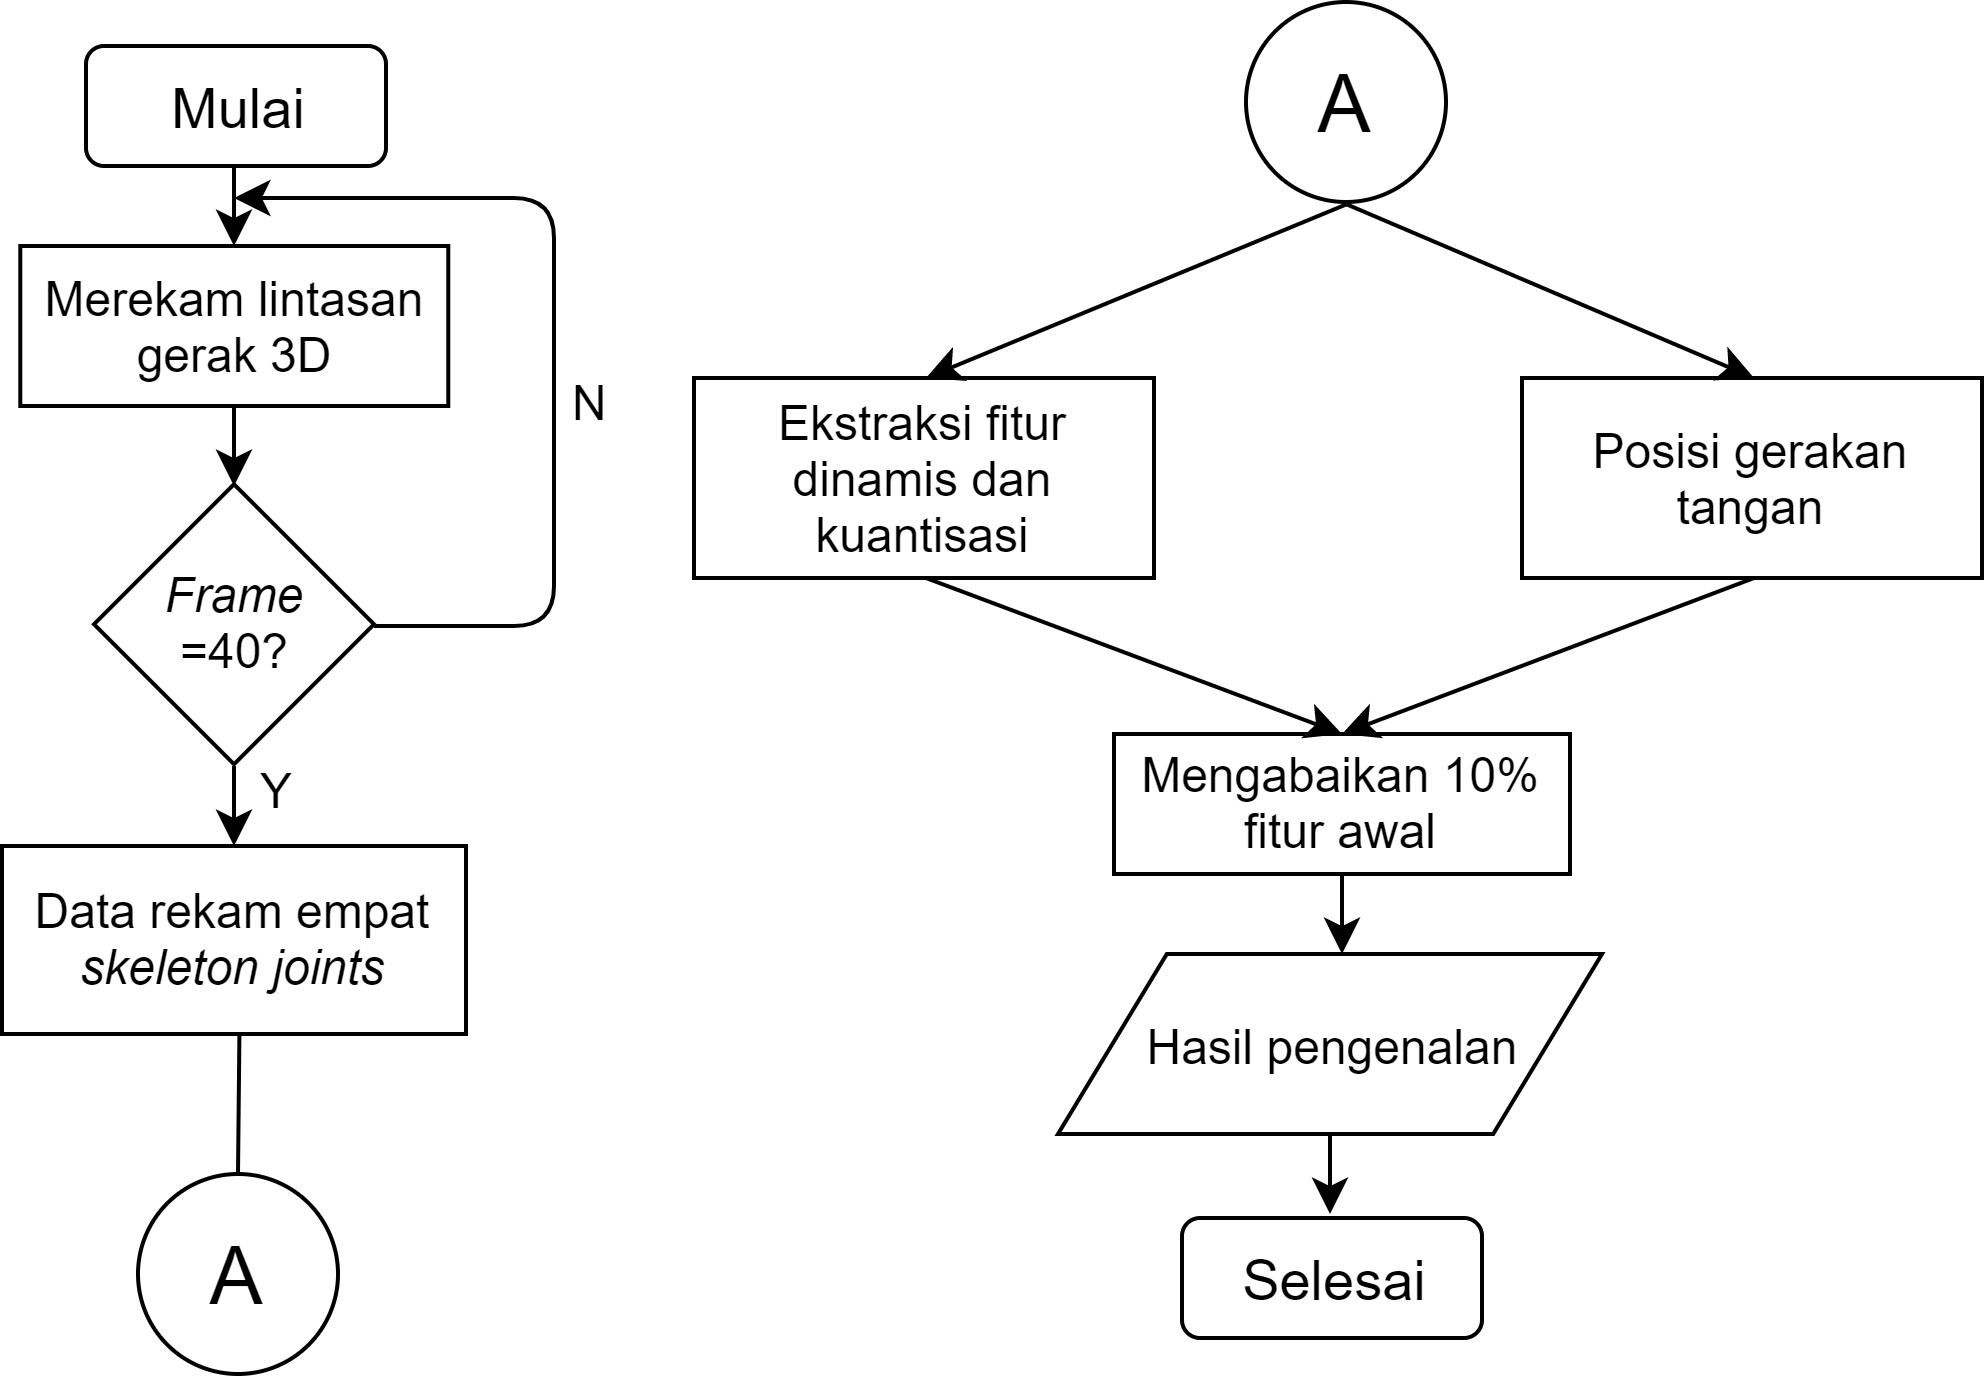 Mulai
Merekam lintasan
gerak 3D
N
Frame
=40?
Y
Data rekam empat
skeleton joints
A
A
Ekstraksi fitur
dinamis dan
kuantisasi
Posisi gerakan
tangan
Mengabaikan 10%
fitur awal
Hasil pengenalan
Selesai